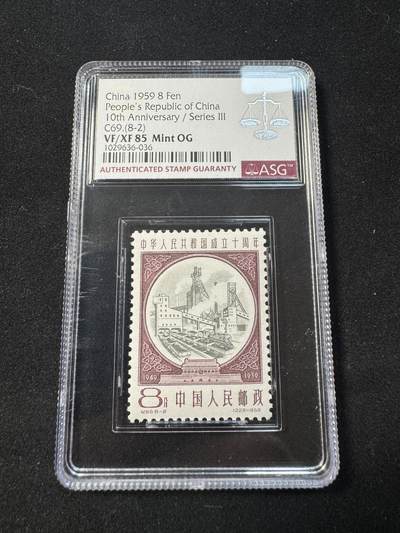 China 1959 8 Fen
People's Republic of China
10th Anniversary / Series III
C69.(8-2)
VF/XF 85 Mint OG
1029636-036
AUTHENTICATED STAMP GUARANTY
ASG™
中华人民共和国成立十周年
1949 1959
8分 中国人民邮政